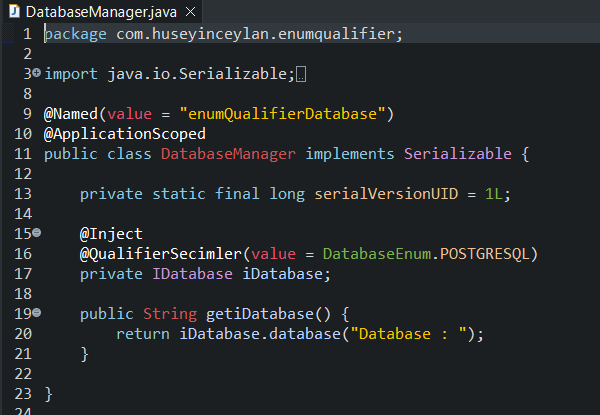 DatabaseManager.java
1 package com.huseyinceylan.enumqualifier;
2
3 import java.io.Serializable;
8
9 @Named(value = "enumQualifierDatabase")
10 @ApplicationScoped
11 public class DatabaseManager implements Serializable {
12
13 private static final long serialVersionUID = 1L;
14
15 @Inject
16 @QualifierSecimler(value = DatabaseEnum.POSTGRESQL)
17 private IDatabase iDatabase;
18
19 public String getiDatabase() {
20 return iDatabase.database("Database : ");
21 }
22
23 }
24